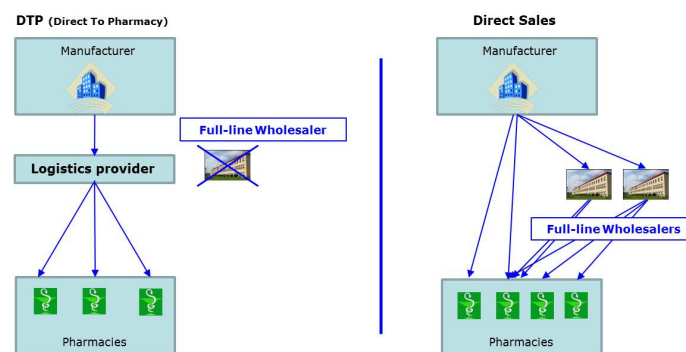 DTP (Direct To Pharmacy)
Manufacturer
Full-line Wholesaler
Logistics provider
Pharmacies
Direct Sales
Manufacturer
Full-line Wholesalers
Pharmacies